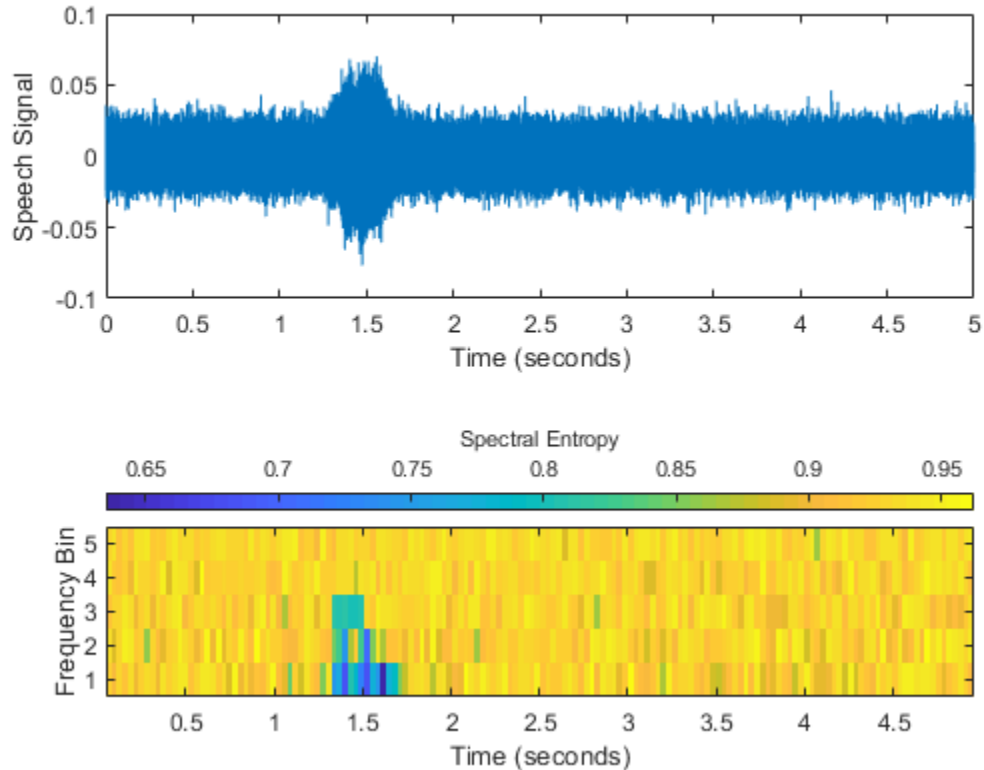 0.1
0.05
0
-0.05
-0.1
Speech Signal
0 0.5 1 1.5 2 2.5 3 3.5 4 4.5 5
Time (seconds)
Spectral Entropy
0.65 0.7 0.75 0.8 0.85 0.9 0.95
5
4
3
2
1
Frequency Bin
0.5 1 1.5 2 2.5 3 3.5 4 4.5
Time (seconds)